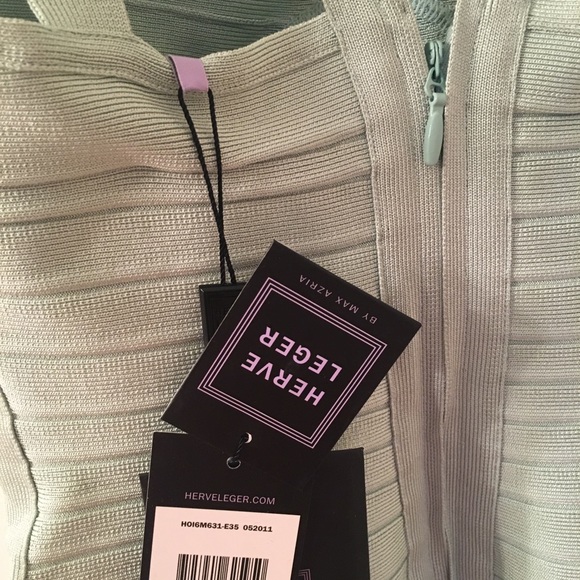 HERVE
LEGER
BY MAX AZRIA
HERVELEGER.COM
HOI6M631-E35 052011